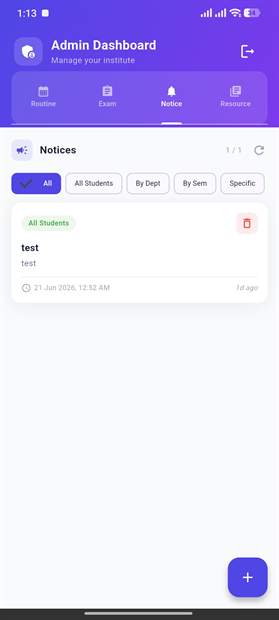 1:13
Admin Dashboard
Manage your institute
Routine
Exam
Notice
Resource
Notices
1 / 1
All
All Students
By Dept
By Sem
Specific
All Students
test
test
21 Jun 2026, 12:52 AM
1d ago